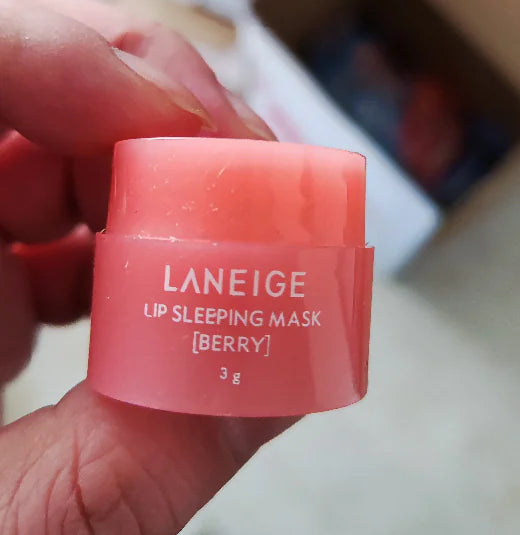 LANEIGE
LIP SLEEPING MASK
[BERRY]
3 g